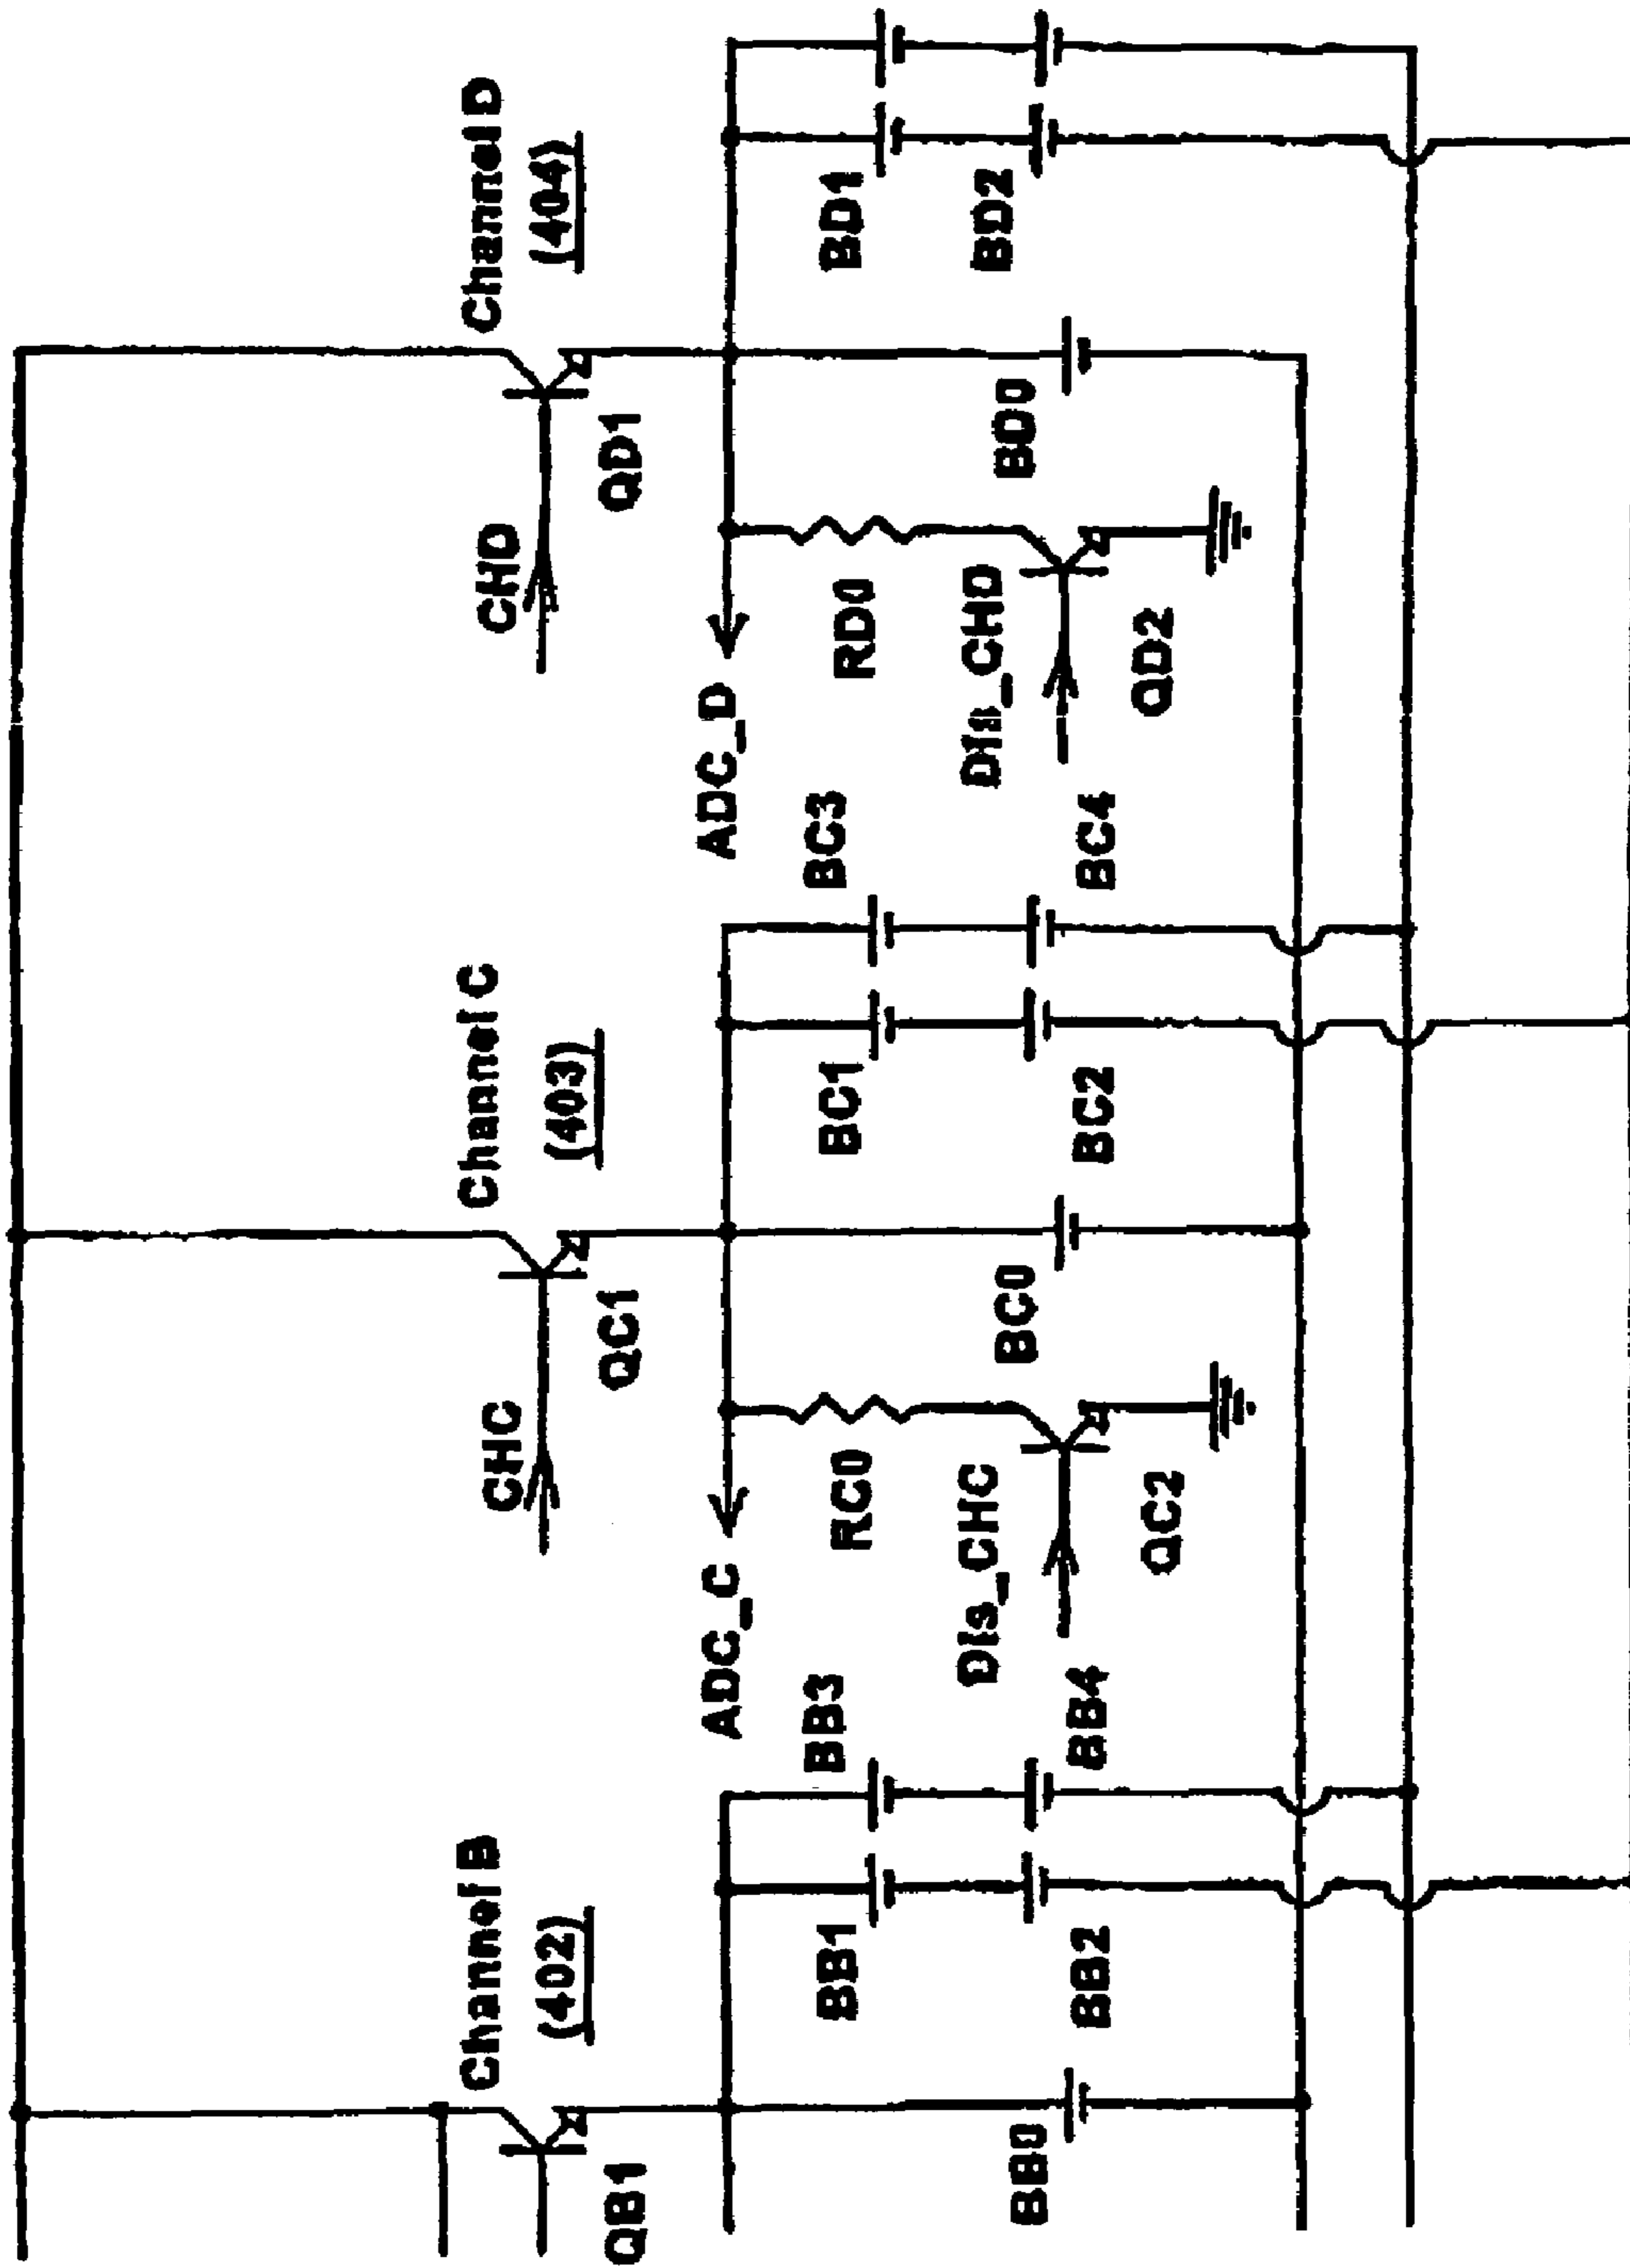 Channel B
(402)
QB1
BB0
BB1
BB2
BB3
BB4
Channel C
(403)
CHC
QC1
ADC_C
RC0
Dis_CHC
QC2
BC0
BC1
BC2
BC3
BC4
Channel D
(404)
CHD
QD1
ADC_D
RD0
Dis_CHD
QD2
BD0
BD1
BD2